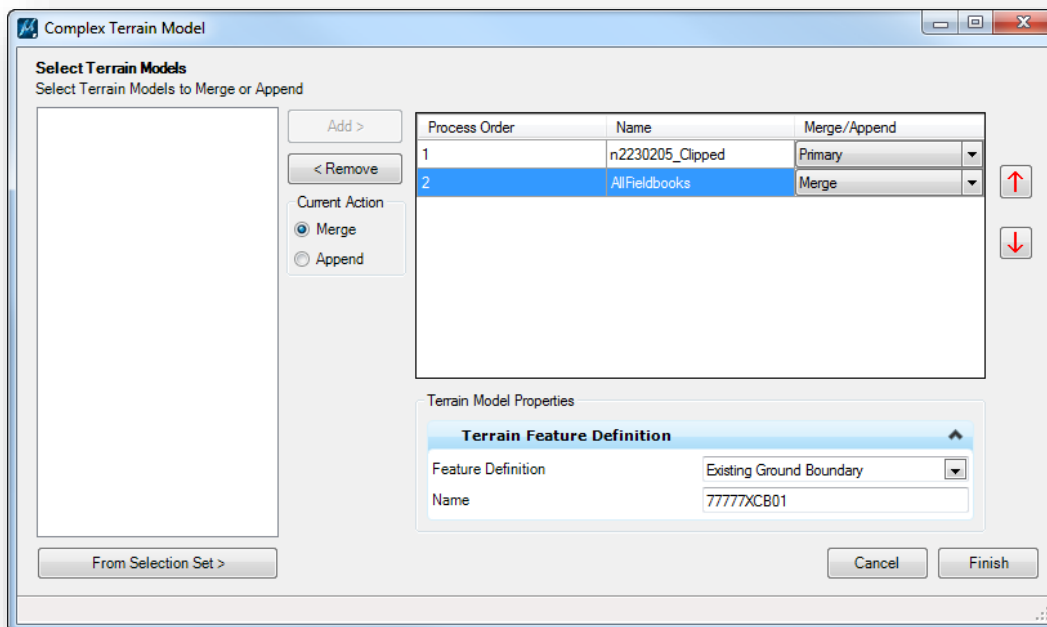 Complex Terrain Model
Select Terrain Models
Select Terrain Models to Merge or Append
Add >
< Remove
Current Action
Merge
Append
Process Order Name Merge/Append
1 n2230205_Clipped Primary
2 AllFieldbooks Merge
Terrain Model Properties
Terrain Feature Definition
Feature Definition Existing Ground Boundary
Name 77777XCB01
From Selection Set >
Cancel Finish